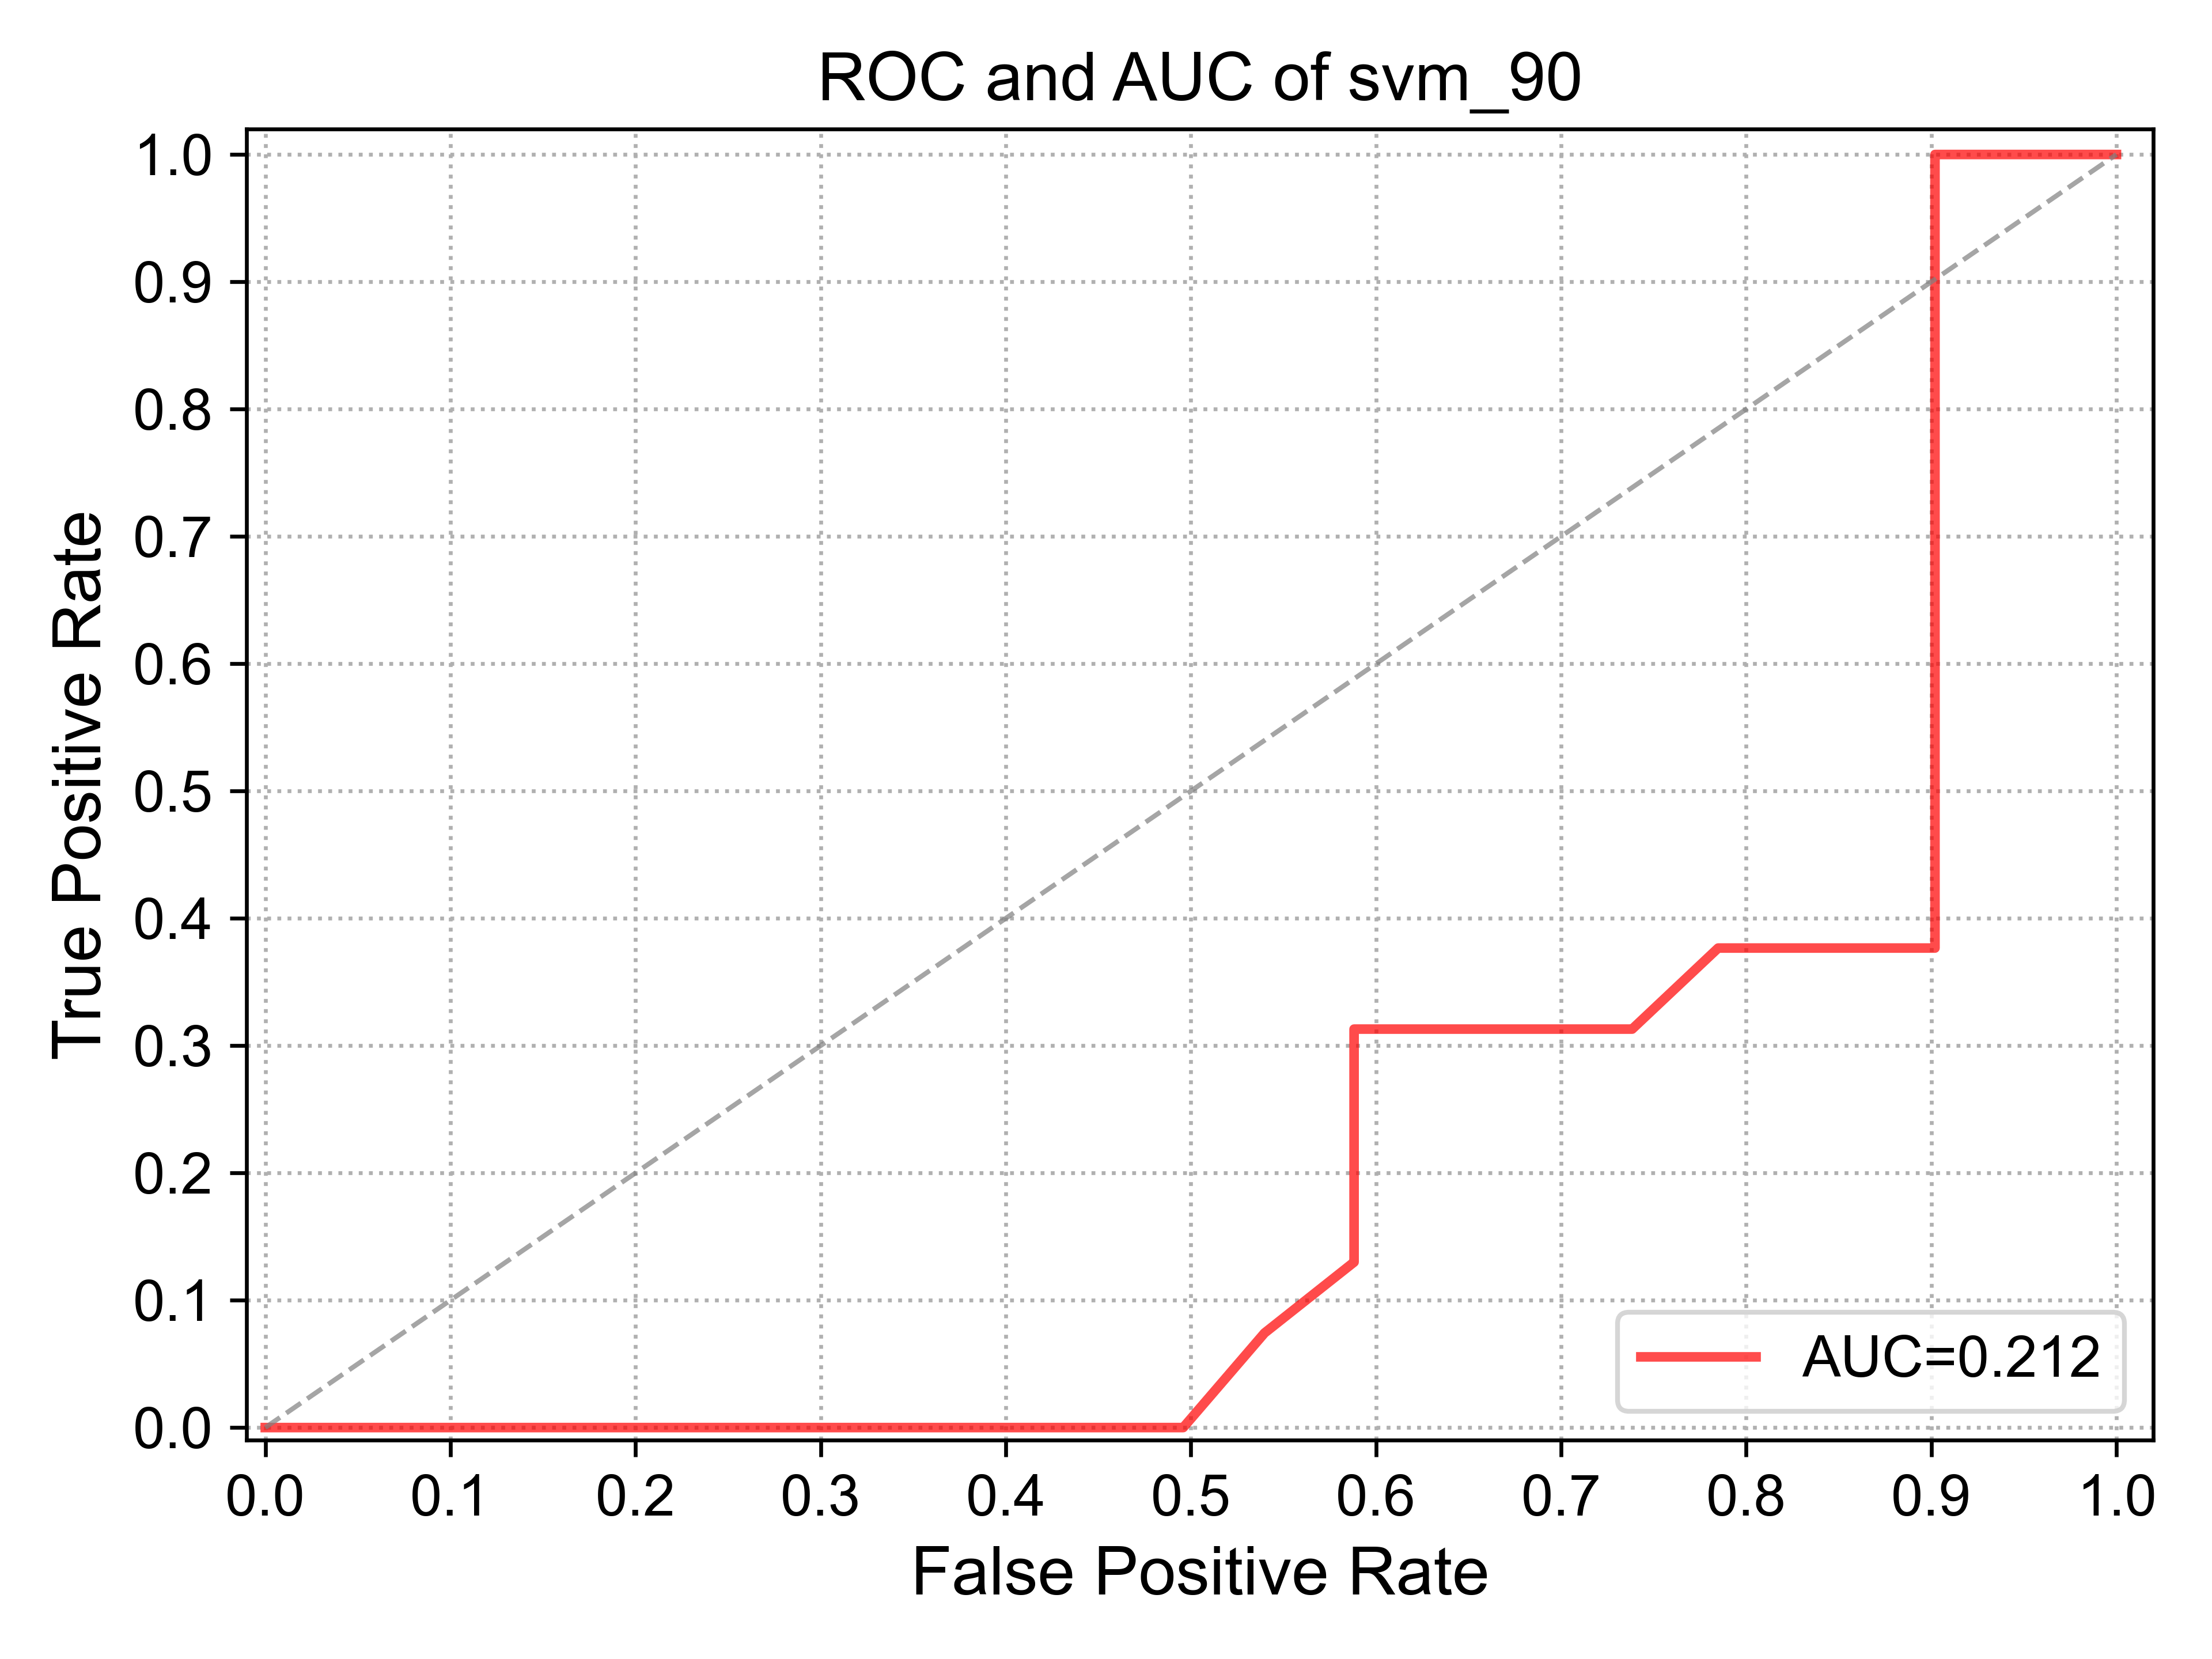 ROC and AUC of svm_90
1.0
0.9
0.8
0.7
0.6
0.5
0.4
0.3
0.2
0.1
0.0
True Positive Rate
AUC=0.212
0.0 0.1 0.2 0.3 0.4 0.5 0.6 0.7 0.8 0.9 1.0
False Positive Rate